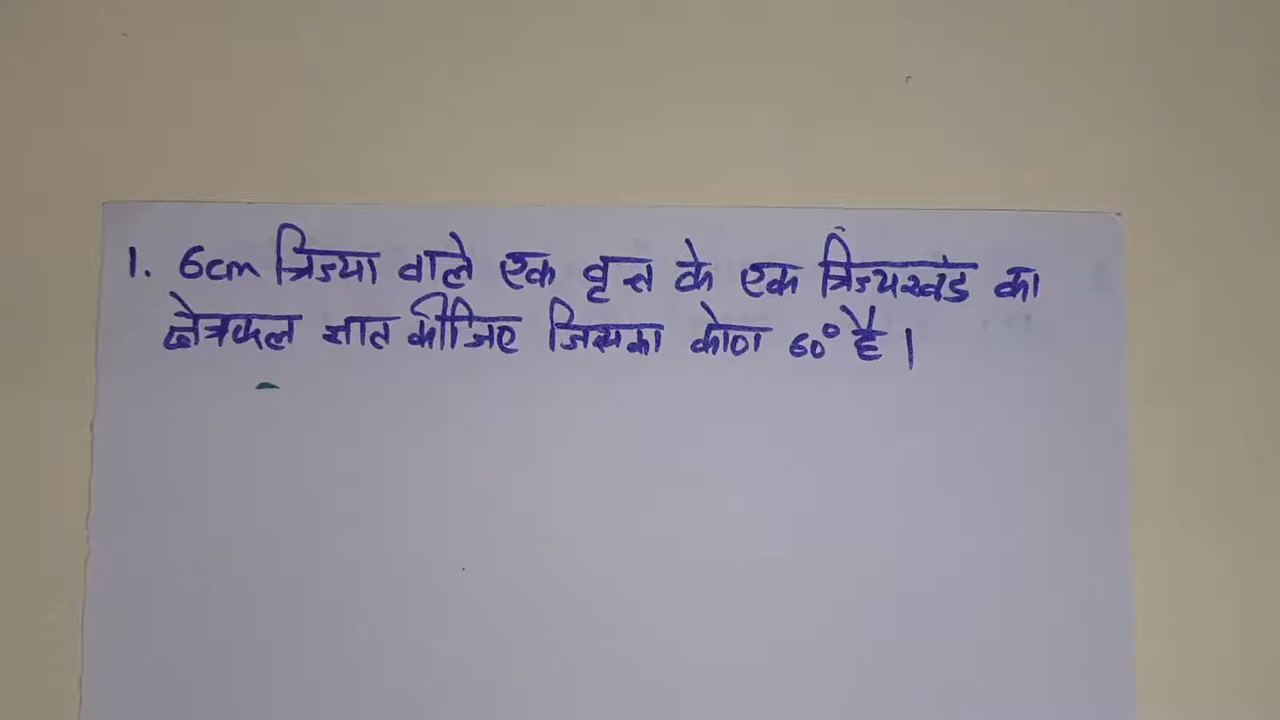 1. 6cm त्रिज्या वाले एक वृत्त के एक त्रिज्यखंड का
क्षेत्रफल ज्ञात कीजिए जिसका कोण 60° है।